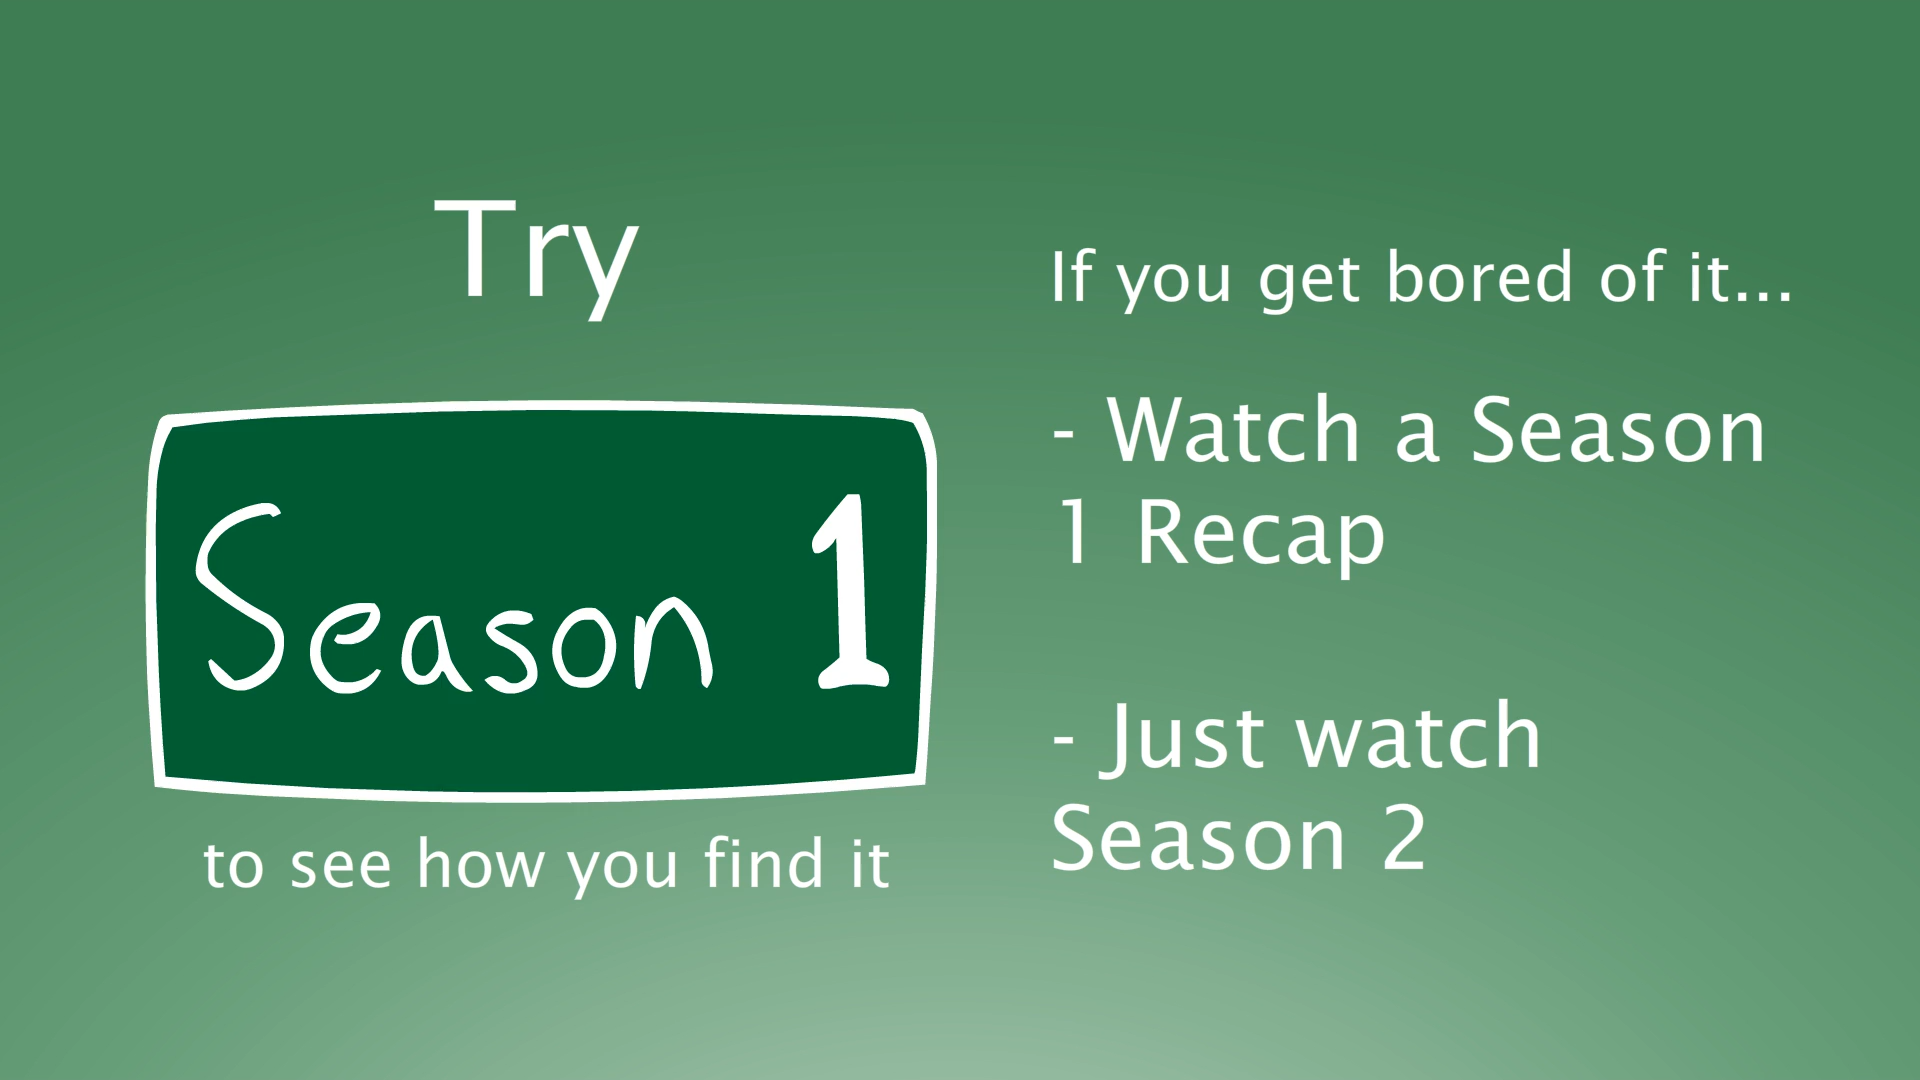 Try
Season 1
to see how you find it
If you get bored of it...
- Watch a Season
1 Recap
- Just watch
Season 2